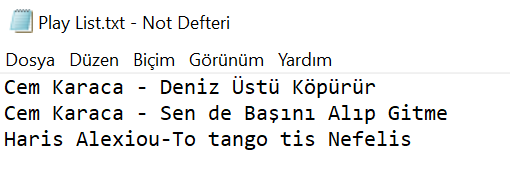 Play List.txt - Not Defteri
Dosya Düzen Biçim Görünüm Yardım
Cem Karaca - Deniz Üstü Köpürür
Cem Karaca - Sen de Başını Alıp Gitme
Haris Alexiou-To tango tis Nefelis